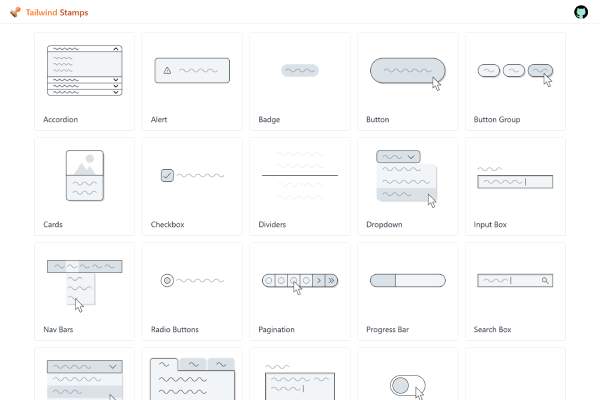 Tailwind Stamps
Accordion
Alert
Badge
Button
Button Group
Cards
Checkbox
Dividers
Dropdown
Input Box
Nav Bars
Radio Buttons
Pagination
Progress Bar
Search Box